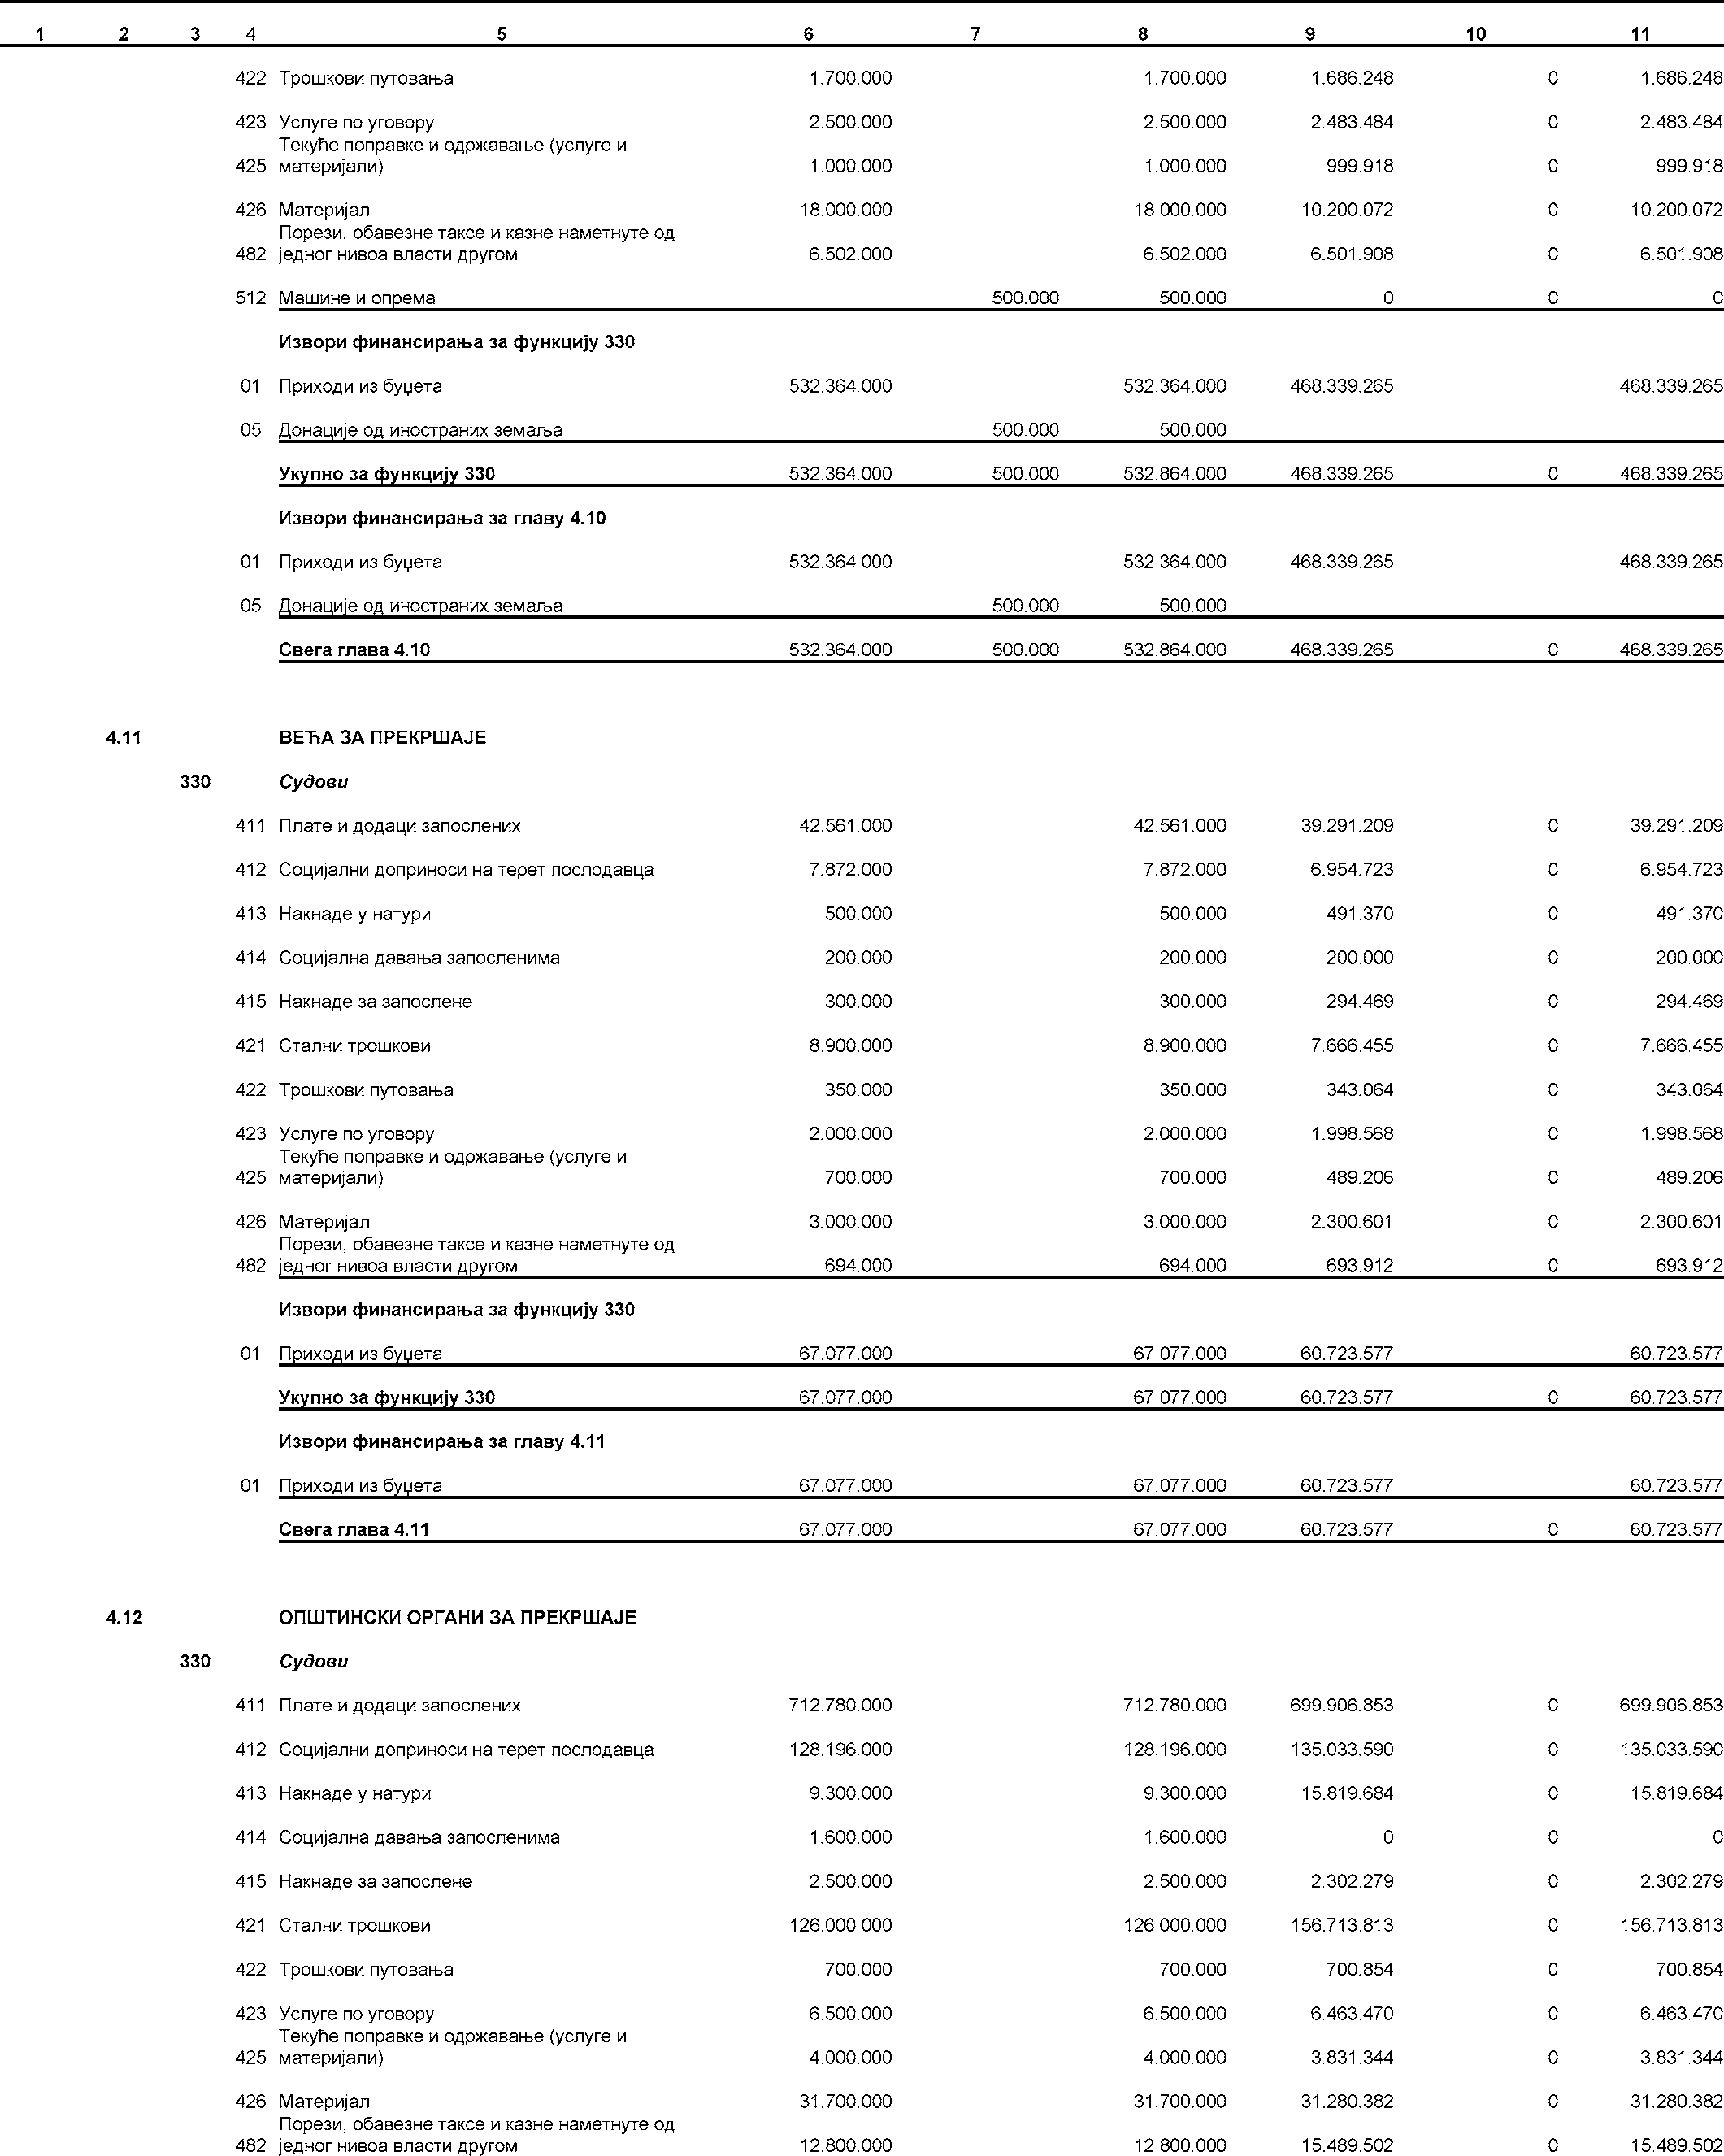 1 2 3 4 5 6 7 8 9 10 11
422 Трошкови путовања 1.700.000 1.700.000 1.686.248 0 1.686.248
423 Услуге по уговору 2.500.000 2.500.000 2.483.484 0 2.483.484
Текуће поправке и одржавање (услуге и
425 материјали) 1.000.000 1.000.000 999.918 0 999.918
426 Материјал 18.000.000 18.000.000 10.200.072 0 10.200.072
Порези, обавезне таксе и казне наметнуте од
482 једног нивоа власти другом 6.502.000 6.502.000 6.501.908 0 6.501.908
512 Машине и опрема 500.000 500.000 0 0 0
Извори финансирања за функцију 330
01 Приходи из буџета 532.364.000 532.364.000 468.339.265 468.339.265
05 Донације од иностраних земаља 500.000 500.000
Укупно за функцију 330 532.364.000 500.000 532.864.000 468.339.265 0 468.339.265
Извори финансирања за главу 4.10
01 Приходи из буџета 532.364.000 532.364.000 468.339.265 468.339.265
05 Донације од иностраних земаља 500.000 500.000
Свега глава 4.10 532.364.000 500.000 532.864.000 468.339.265 0 468.339.265
4.11 ВЕЋА ЗА ПРЕКРШАЈЕ
330 Судови
411 Плате и додаци запослених 42.561.000 42.561.000 39.291.209 0 39.291.209
412 Социјални доприноси на терет послодавца 7.872.000 7.872.000 6.954.723 0 6.954.723
413 Накнаде у натури 500.000 500.000 491.370 0 491.370
414 Социјална давања запосленима 200.000 200.000 200.000 0 200.000
415 Накнаде за запослене 300.000 300.000 294.469 0 294.469
421 Стални трошкови 8.900.000 8.900.000 7.666.455 0 7.666.455
422 Трошкови путовања 350.000 350.000 343.064 0 343.064
423 Услуге по уговору 2.000.000 2.000.000 1.998.568 0 1.998.568
Текуће поправке и одржавање (услуге и
425 материјали) 700.000 700.000 489.206 0 489.206
426 Материјал 3.000.000 3.000.000 2.300.601 0 2.300.601
Порези, обавезне таксе и казне наметнуте од
482 једног нивоа власти другом 694.000 694.000 693.912 0 693.912
Извори финансирања за функцију 330
01 Приходи из буџета 67.077.000 67.077.000 60.723.577 60.723.577
Укупно за функцију 330 67.077.000 67.077.000 60.723.577 0 60.723.577
Извори финансирања за главу 4.11
01 Приходи из буџета 67.077.000 67.077.000 60.723.577 60.723.577
Свега глава 4.11 67.077.000 67.077.000 60.723.577 0 60.723.577
4.12 ОПШТИНСКИ ОРГАНИ ЗА ПРЕКРШАЈЕ
330 Судови
411 Плате и додаци запослених 712.780.000 712.780.000 699.906.853 0 699.906.853
412 Социјални доприноси на терет послодавца 128.196.000 128.196.000 135.033.590 0 135.033.590
413 Накнаде у натури 9.300.000 9.300.000 15.819.684 0 15.819.684
414 Социјална давања запосленима 1.600.000 1.600.000 0 0 0
415 Накнаде за запослене 2.500.000 2.500.000 2.302.279 0 2.302.279
421 Стални трошкови 126.000.000 126.000.000 156.713.813 0 156.713.813
422 Трошкови путовања 700.000 700.000 700.854 0 700.854
423 Услуге по уговору 6.500.000 6.500.000 6.463.470 0 6.463.470
Текуће поправке и одржавање (услуге и
425 материјали) 4.000.000 4.000.000 3.831.344 0 3.831.344
426 Материјал 31.700.000 31.700.000 31.280.382 0 31.280.382
Порези, обавезне таксе и казне наметнуте од
482 једног нивоа власти другом 12.800.000 12.800.000 15.489.502 0 15.489.502